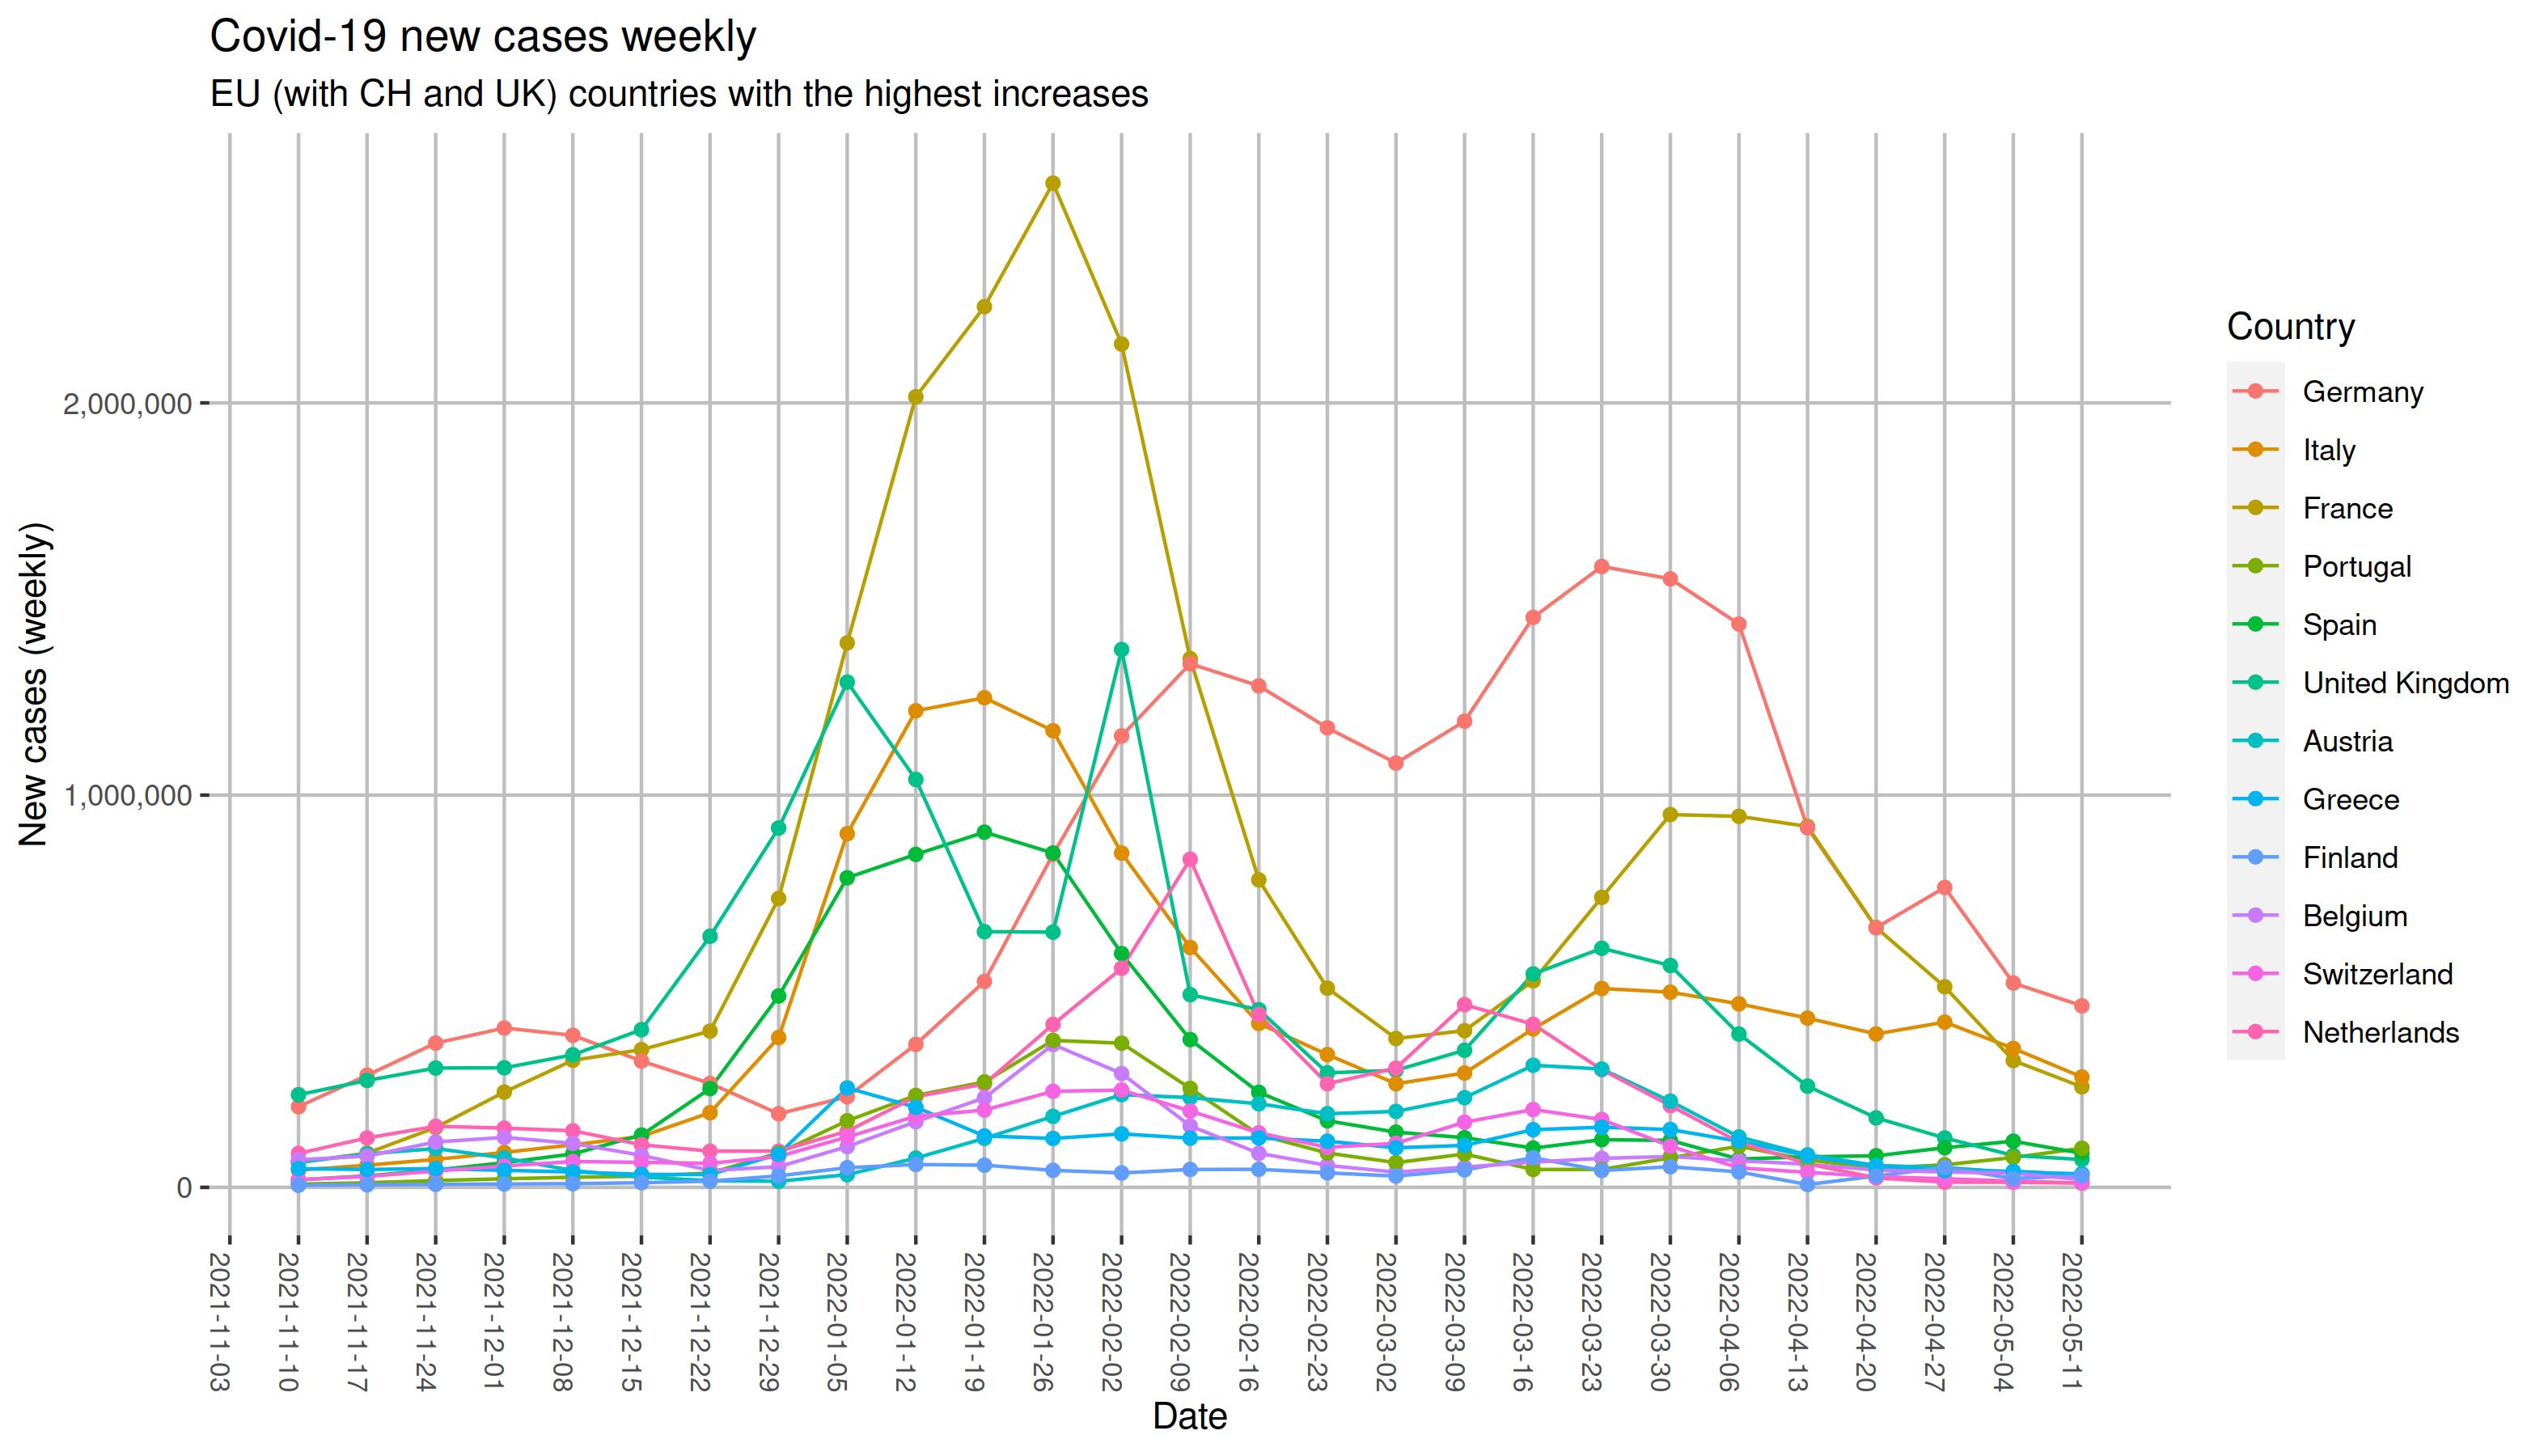 Covid-19 new cases weekly
EU (with CH and UK) countries with the highest increases
New cases (weekly)
2,000,000
1,000,000
0
2021-11-03
2021-11-10
2021-11-17
2021-11-24
2021-12-01
2021-12-08
2021-12-15
2021-12-22
2021-12-29
2022-01-05
2022-01-12
2022-01-19
2022-01-26
2022-02-02
2022-02-09
2022-02-16
2022-02-23
2022-03-02
2022-03-09
2022-03-16
2022-03-23
2022-03-30
2022-04-06
2022-04-13
2022-04-20
2022-04-27
2022-05-04
2022-05-11
Date
Country
Germany
Italy
France
Portugal
Spain
United Kingdom
Austria
Greece
Finland
Belgium
Switzerland
Netherlands